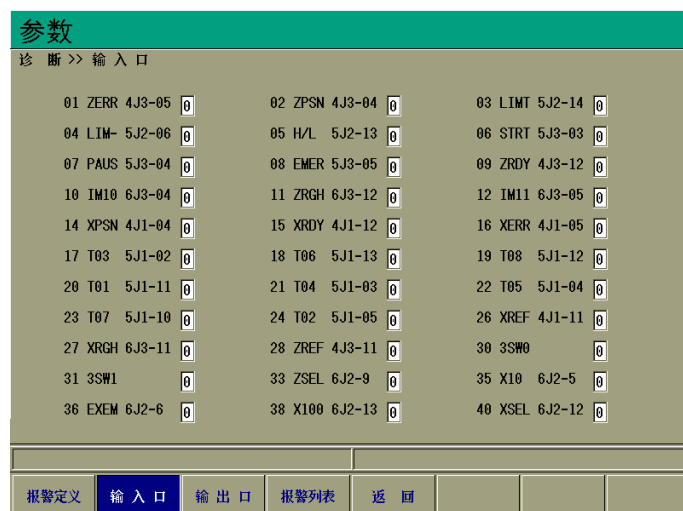 参数
诊 断>> 输 入 口
01 ZERR 4J3-05 0 02 ZPSN 4J3-04 0 03 LIMT 5J2-14 0
04 LIM- 5J2-06 0 05 H/L 5J2-13 0 06 STRT 5J3-03 0
07 PAUS 5J3-04 0 08 EMER 5J3-05 0 09 ZRDY 4J3-12 0
10 IM10 6J3-04 0 11 ZRGH 6J3-12 0 12 IM11 6J3-05 0
14 XPSN 4J1-04 0 15 XRDY 4J1-12 0 16 XERR 4J1-05 0
17 T03 5J1-02 0 18 T06 5J1-13 0 19 T08 5J1-12 0
20 T01 5J1-11 0 21 T04 5J1-03 0 22 T05 5J1-04 0
23 T07 5J1-10 0 24 T02 5J1-05 0 26 XREF 4J1-11 0
27 XRGH 6J3-11 0 28 ZREF 4J3-11 0 30 3SW0 0
31 3SW1 0 33 ZSEL 6J2-9 0 35 X10 6J2-5 0
36 EXEM 6J2-6 0 38 X100 6J2-13 0 40 XSEL 6J2-12 0
报警定义 输 入 口 输 出 口 报警列表 返 回